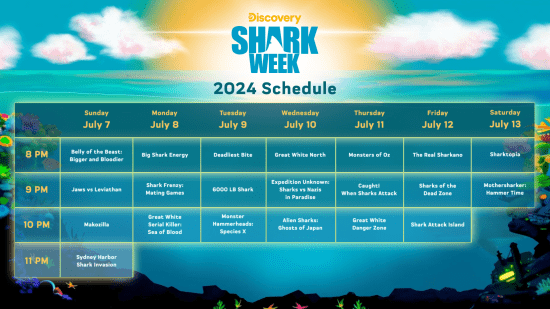 Discovery
SHARK
WEEK
2024 Schedule
Sunday
July 7
Monday
July 8
Tuesday
July 9
Wednesday
July 10
Thursday
July 11
Friday
July 12
Saturday
July 13
8 PM
Belly of the Beast:
Bigger and Bloodier
Big Shark Energy
Deadliest Bite
Great White North
Monsters of Oz
The Real Sharkano
Sharktopia
9 PM
Jaws vs Leviathan
Shark Frenzy:
Mating Games
6000 LB Shark
Expedition Unknown:
Sharks vs Nazis
in Paradise
Caught!
When Sharks Attack
Sharks of the
Dead Zone
Mothersharker:
Hammer Time
10 PM
Makozilla
Great White
Serial Killer:
Sea of Blood
Monster
Hammerheads:
Species X
Alien Sharks:
Ghosts of Japan
Great White
Danger Zone
Shark Attack Island
11 PM
Sydney Harbor
Shark Invasion